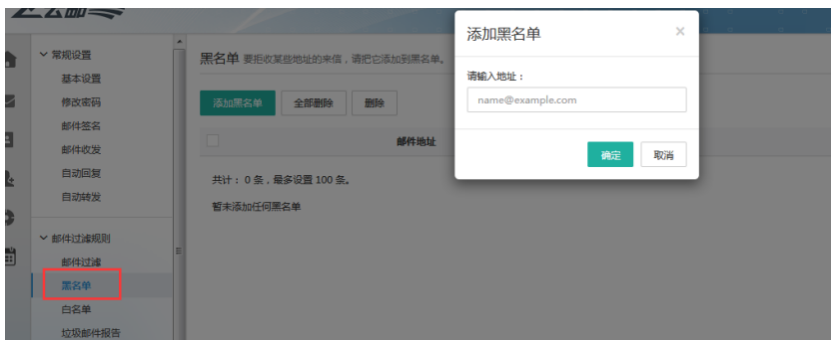 常规设置
基本设置
修改密码
邮件签名
邮件收发
自动回复
自动转发
邮件过滤规则
邮件过滤
黑名单
白名单
垃圾邮件报告
黑名单 要拒收某些地址的来信，请把它添加到黑名单。
添加黑名单 全部删除 删除
邮件地址
共计： 0 条，最多设置 100 条。
暂未添加任何黑名单
添加黑名单 ×
请输入地址：
name@example.com
确定 取消